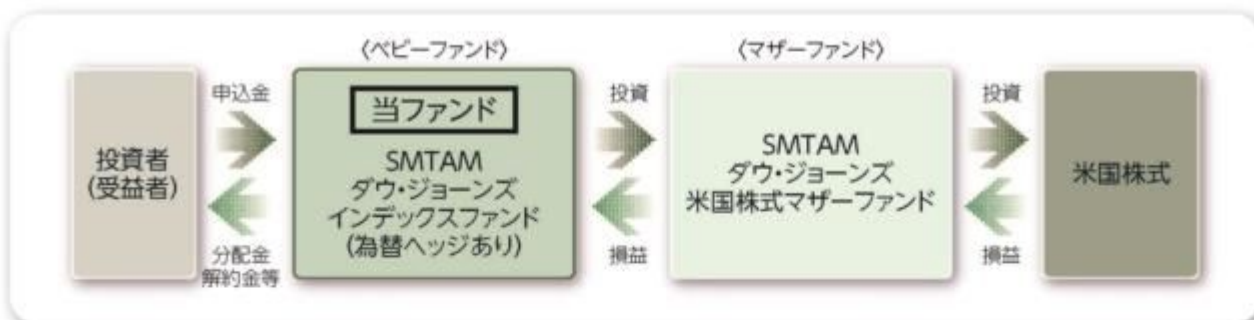 投資者
(受益者)
申込金
分配金
解約金等
〈ベビーファンド〉
当ファンド
SMTAM
ダウ・ジョーンズ
インデックスファンド
(為替ヘッジあり)
投資
損益
〈マザーファンド〉
SMTAM
ダウ・ジョーンズ
米国株式マザーファンド
投資
損益
米国株式